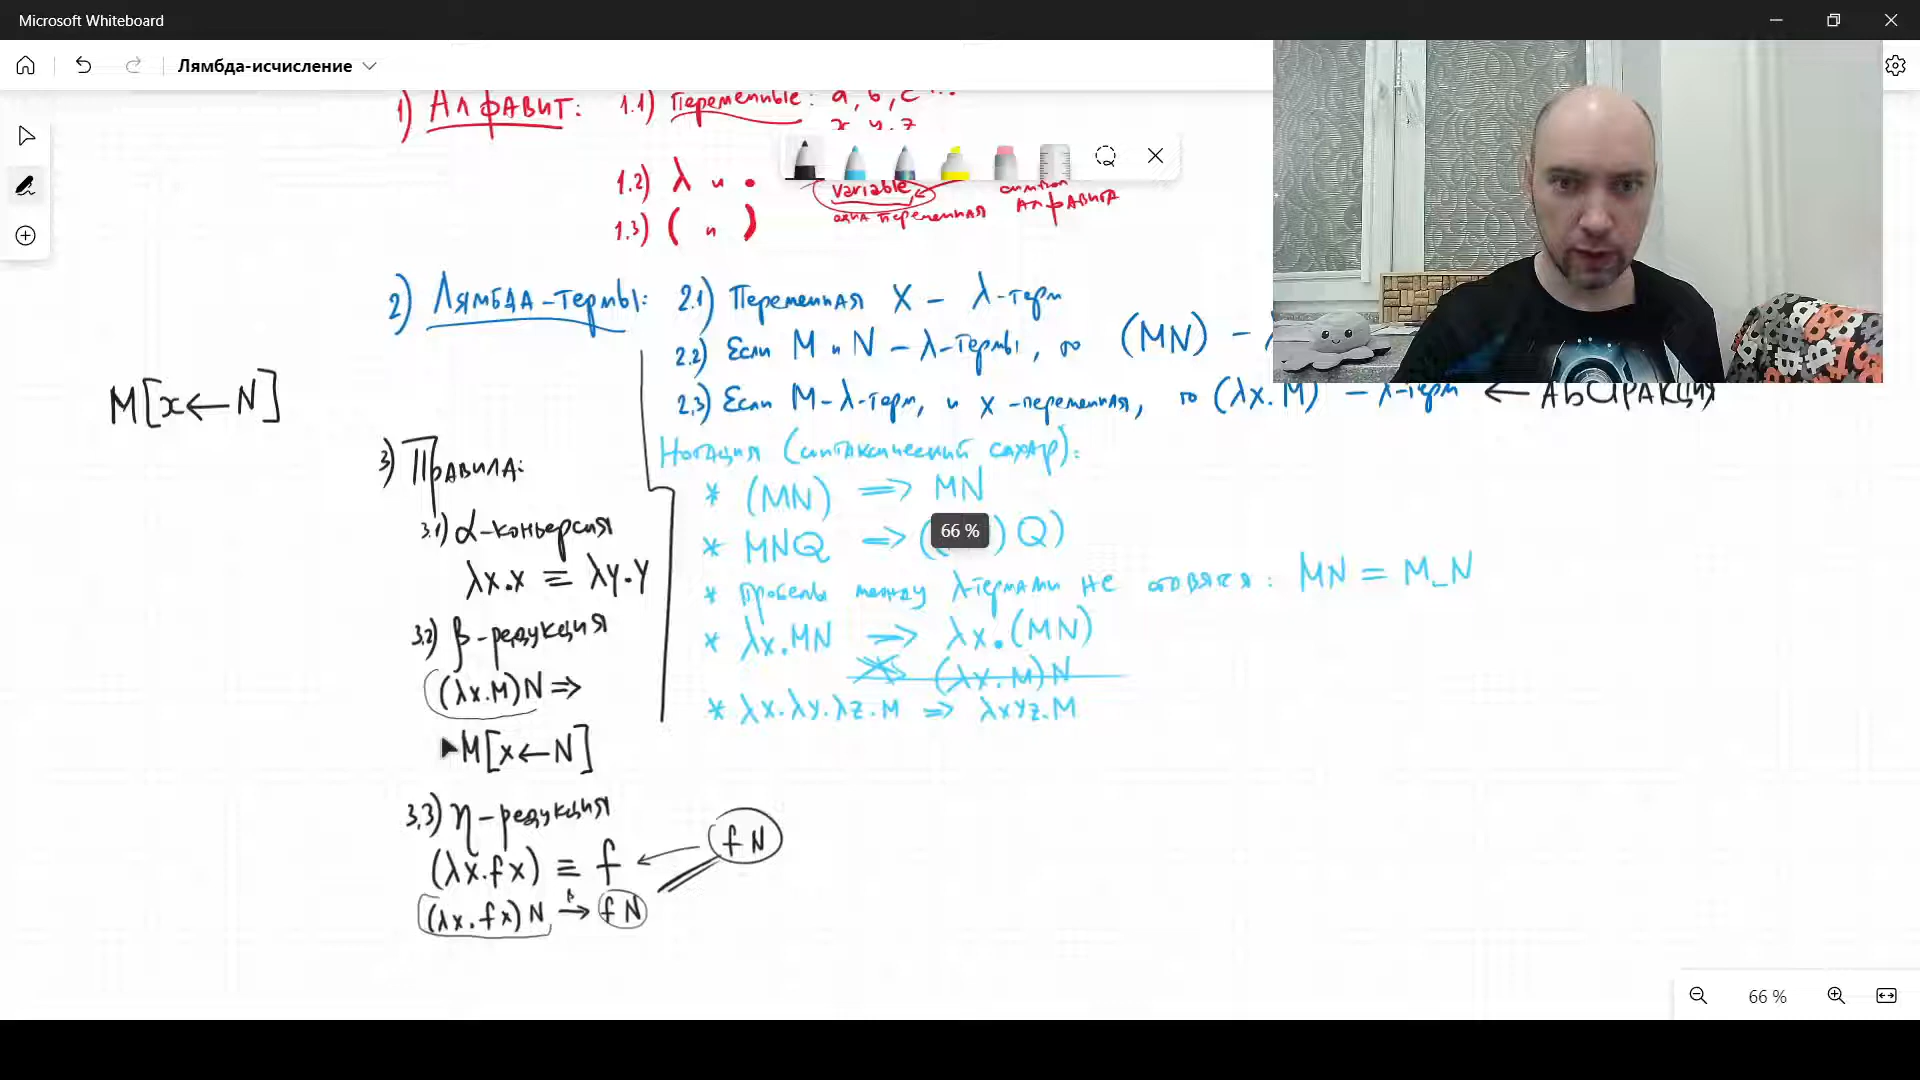 Microsoft Whiteboard
Лямбда-исчисление
1) Алфавит: 1.1) Переменные: a, b, c ...
x, y, z
1.2) λ и •
variable
символ алфавита
одна переменная
1.3) ( и )
2) Лямбда-термы: 2.1) Переменная X – λ-терм
2.2) Если M и N – λ-термы, то (MN) –
2.3) Если M – λ-терм, и X – переменная, то (λx.M) – λ-терм ← Абстракция
M[x←N]
Нотация (синтаксический сахар):
* (MN) ⇒ MN
* MNQ ⇒ ( ) Q)
66 %
* Пробелы между λ-термами не : MN = M_N
* λx.MN ⇒ λx.(MN)
(λx.M)N
* λx.λy.λz.M ⇒ λxyz.M
3) Правила:
3.1) α-конверсия
λx.x ≡ λy.y
3.2) β-редукция
(λx.M)N ⇒
M[x←N]
3.3) η-редукция
(λx.fx) ≡ f ← fN
(λx.fx)N →β fN
66 %